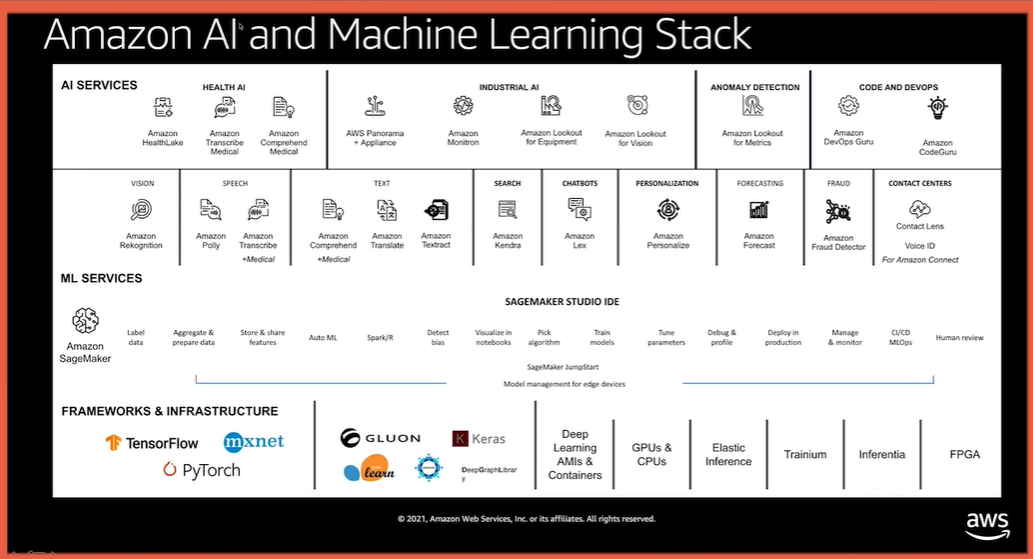 Amazon AI and Machine Learning Stack
AI SERVICES
HEALTH AI
Amazon
HealthLake
Amazon
Transcribe
Medical
Amazon
Comprehend
Medical
INDUSTRIAL AI
AWS Panorama
+ Appliance
Amazon
Monitron
Amazon Lookout
for Equipment
Amazon Lookout
for Vision
ANOMALY DETECTION
Amazon Lookout
for Metrics
CODE AND DEVOPS
Amazon
DevOps Guru
Amazon
CodeGuru
VISION
Amazon
Rekognition
SPEECH
Amazon
Polly
Amazon
Transcribe
+Medical
TEXT
Amazon
Comprehend
+Medical
Amazon
Translate
Amazon
Textract
SEARCH
Amazon
Kendra
CHATBOTS
Amazon
Lex
PERSONALIZATION
Amazon
Personalize
FORECASTING
Amazon
Forecast
FRAUD
Amazon
Fraud Detector
CONTACT CENTERS
Contact Lens
Voice ID
For Amazon Connect
ML SERVICES
Amazon
SageMaker
SAGEMAKER STUDIO IDE
Label
data
Aggregate &
prepare data
Store & share
features
Auto ML
Spark/R
Detect
bias
Visualize in
notebooks
Pick
algorithm
Train
models
Tune
parameters
Debug &
profile
Deploy in
production
Manage
& monitor
CI/CD
MLOps
Human review
SageMaker JumpStart
Model management for edge devices
FRAMEWORKS & INFRASTRUCTURE
TensorFlow
mxnet
PyTorch
GLUON
K Keras
learn
DeepGraphLibrar
y
Deep
Learning
AMIs &
Containers
GPUs &
CPUs
Elastic
Inference
Trainium
Inferentia
FPGA
© 2021, Amazon Web Services, Inc. or its affiliates. All rights reserved.
aws